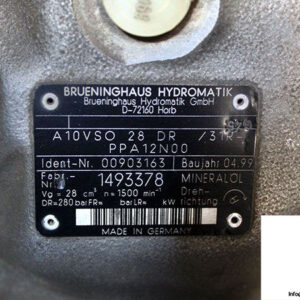 BRUENINGHAUS HYDROMATIK
Brueninghaus Hydromatik GmbH
D-72160 Horb
A10VSO 28 DR /31
PPA12N00
Ident-Nr. 00903163 Baujahr 04.99
Fabr.-Nr. 1493378 MINERALÖL
Vg = 28 cm³ n=1500 min⁻¹ Dreh-
DR=280 bar FR= bar LR= kW richtung
MADE IN GERMANY